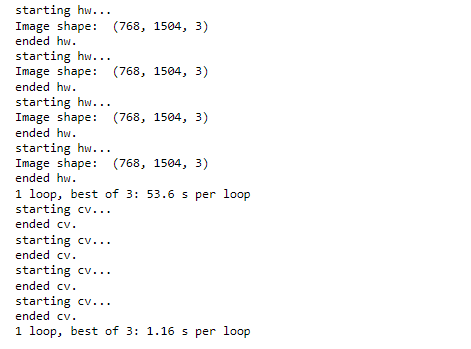 starting hw...
Image shape:  (768, 1504, 3)
ended hw.
starting hw...
Image shape:  (768, 1504, 3)
ended hw.
starting hw...
Image shape:  (768, 1504, 3)
ended hw.
starting hw...
Image shape:  (768, 1504, 3)
ended hw.
1 loop, best of 3: 53.6 s per loop
starting cv...
ended cv.
starting cv...
ended cv.
starting cv...
ended cv.
starting cv...
ended cv.
1 loop, best of 3: 1.16 s per loop